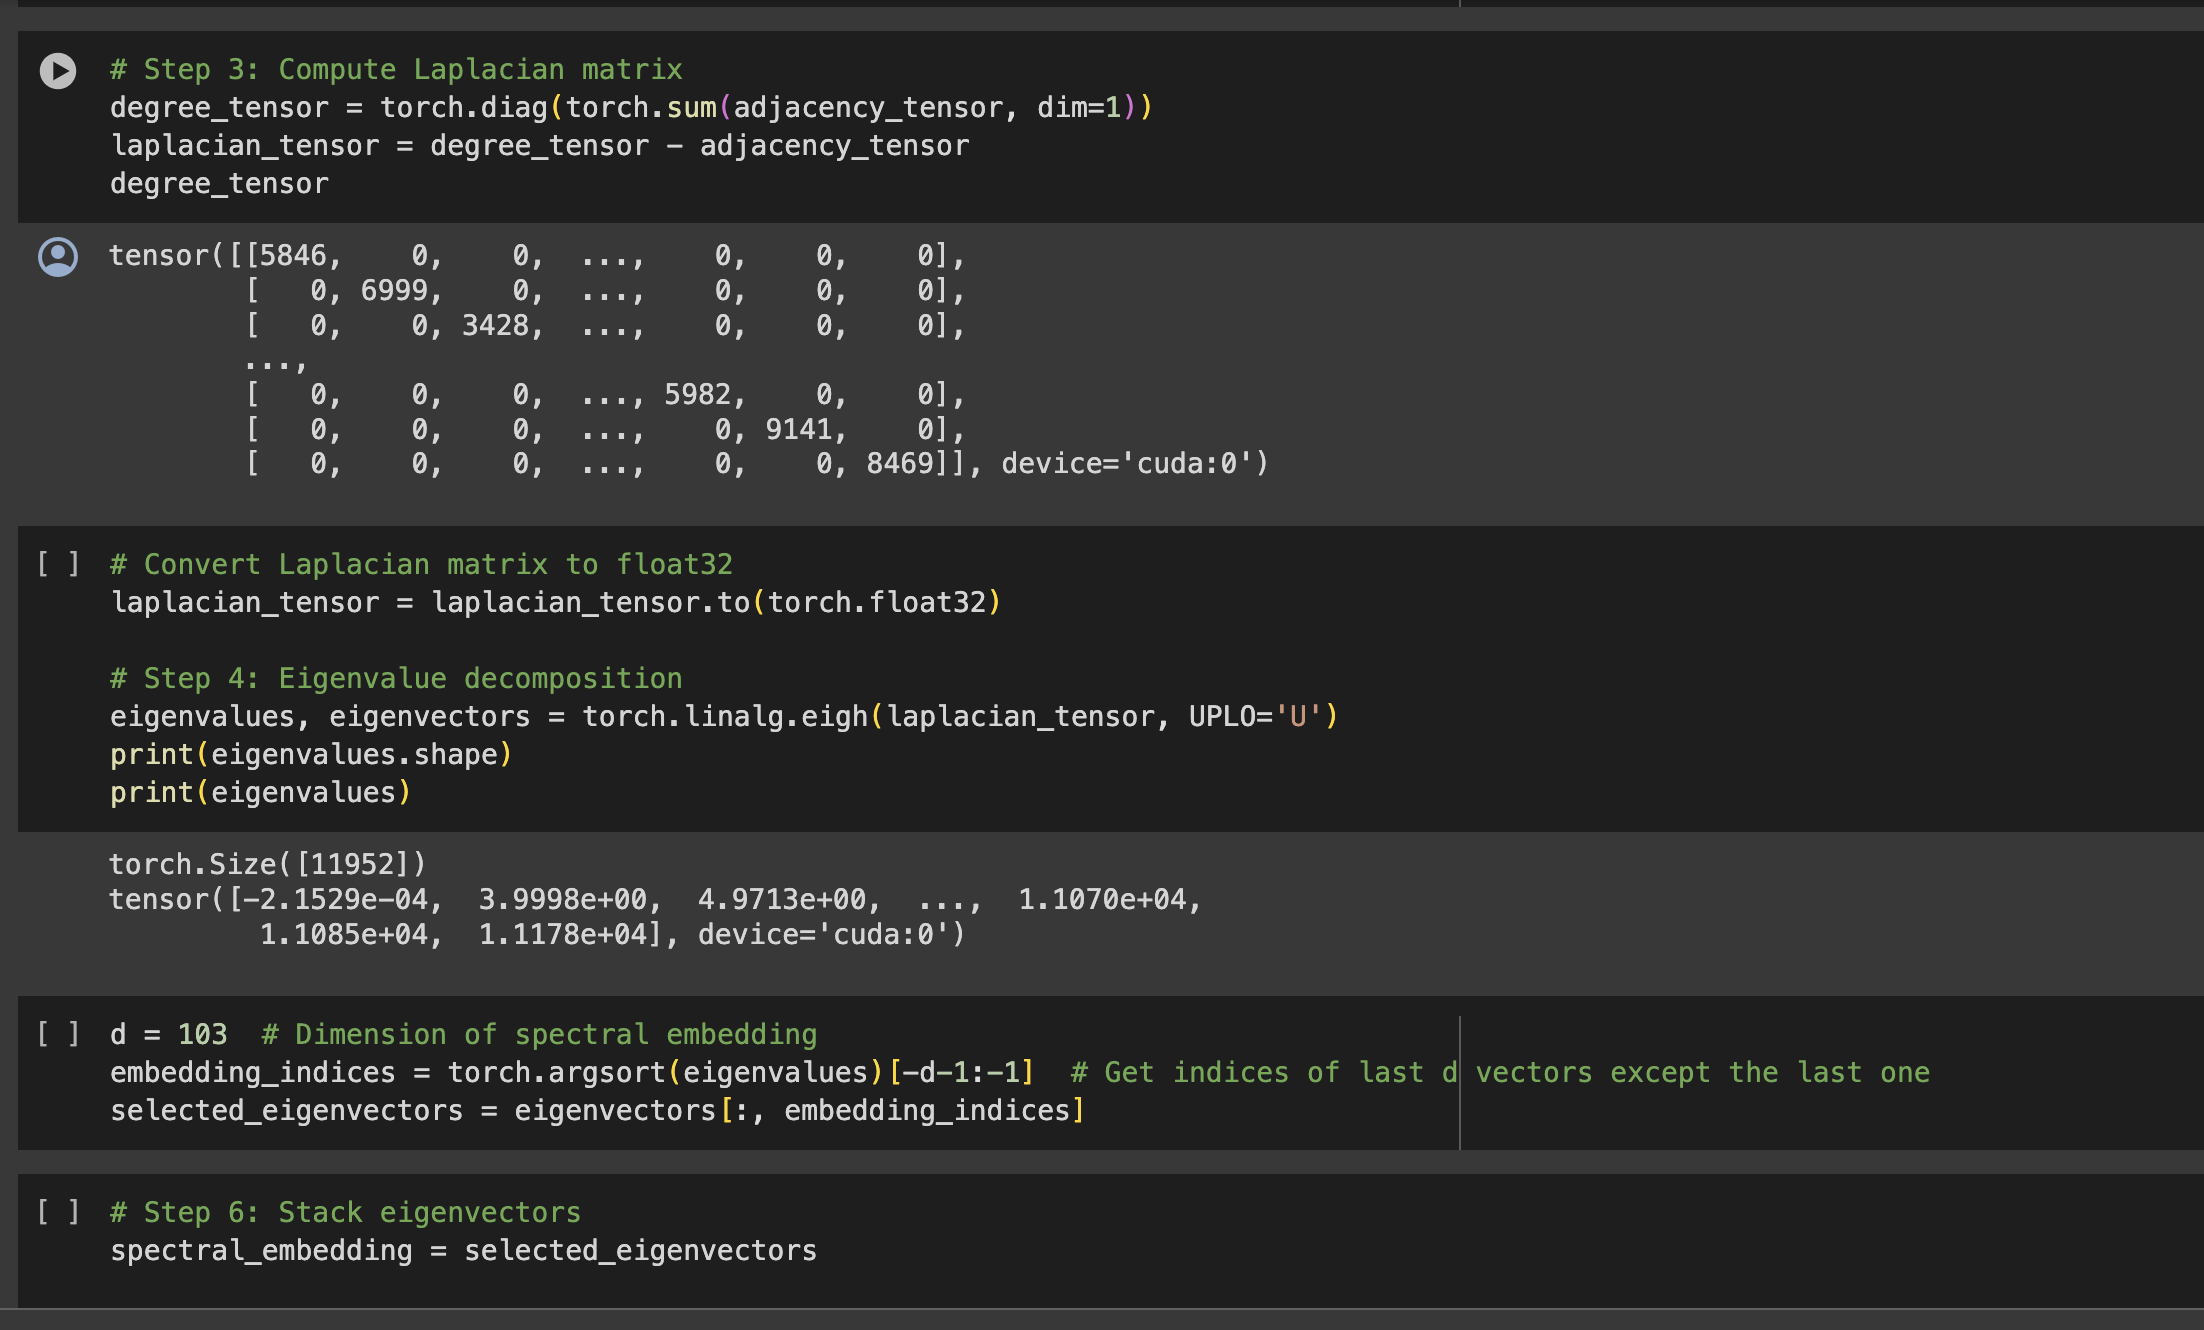 # Step 3: Compute Laplacian matrix
degree_tensor = torch.diag(torch.sum(adjacency_tensor, dim=1))
laplacian_tensor = degree_tensor - adjacency_tensor
degree_tensor
tensor([[5846,    0,    0,  ...,    0,    0,    0],
        [   0, 6999,    0,  ...,    0,    0,    0],
        [   0,    0, 3428,  ...,    0,    0,    0],
        ...,
        [   0,    0,    0,  ..., 5982,    0,    0],
        [   0,    0,    0,  ...,    0, 9141,    0],
        [   0,    0,    0,  ...,    0,    0, 8469]], device='cuda:0')
[ ] # Convert Laplacian matrix to float32
laplacian_tensor = laplacian_tensor.to(torch.float32)
# Step 4: Eigenvalue decomposition
eigenvalues, eigenvectors = torch.linalg.eigh(laplacian_tensor, UPLO='U')
print(eigenvalues.shape)
print(eigenvalues)
torch.Size([11952])
tensor([-2.1529e-04,  3.9998e+00,  4.9713e+00,  ...,  1.1070e+04,
         1.1085e+04,  1.1178e+04], device='cuda:0')
[ ] d = 103  # Dimension of spectral embedding
embedding_indices = torch.argsort(eigenvalues)[-d-1:-1]  # Get indices of last d vectors except the last one
selected_eigenvectors = eigenvectors[:, embedding_indices]
[ ] # Step 6: Stack eigenvectors
spectral_embedding = selected_eigenvectors